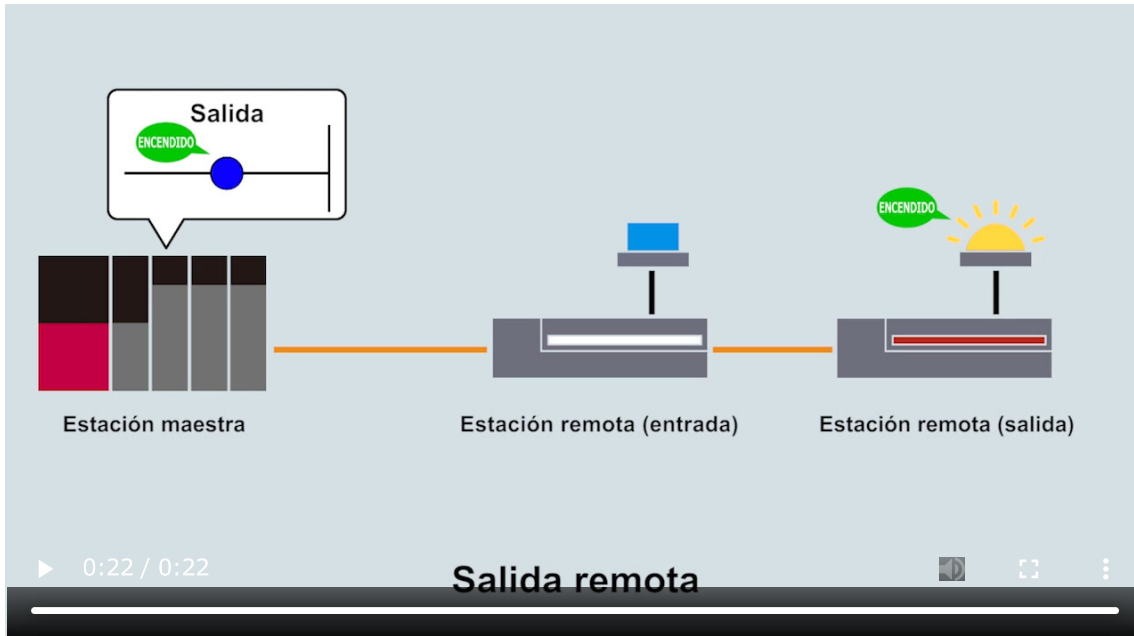 Salida
ENCENDIDO
ENCENDIDO
Estación maestra
Estación remota (entrada)
Estación remota (salida)
0:22 / 0:22
Salida remota